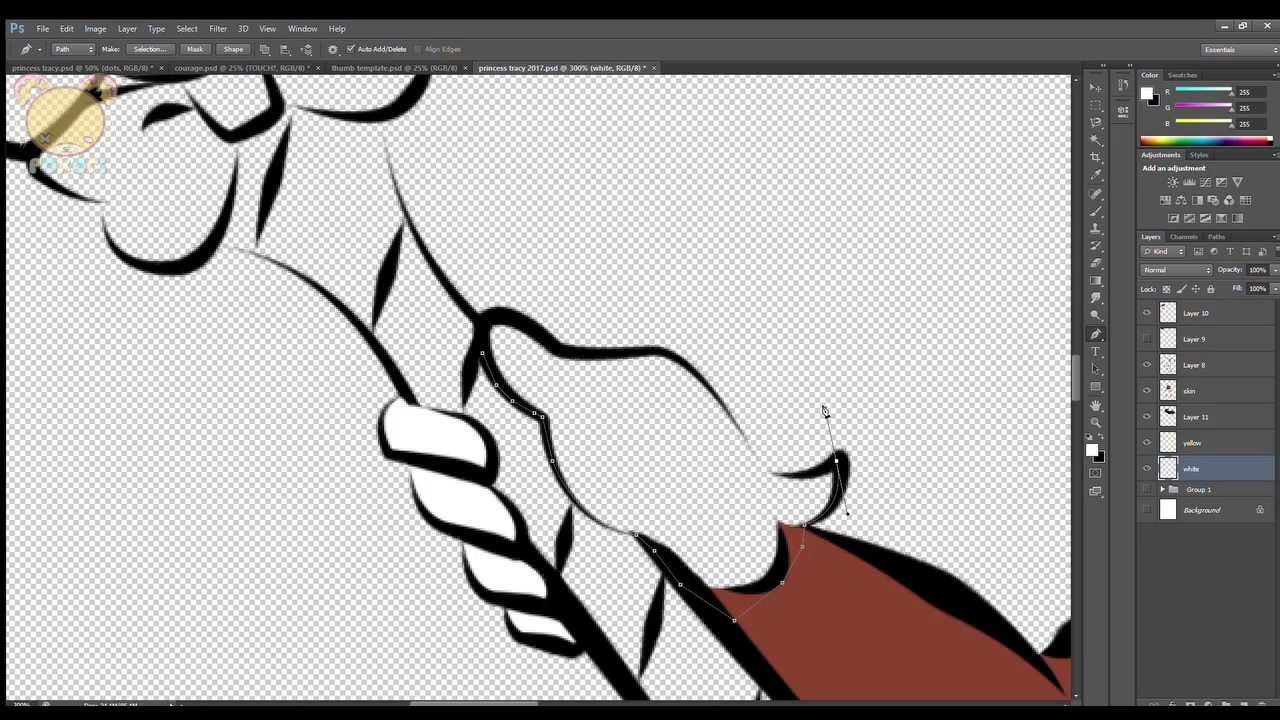 Ps File Edit Image Layer Type Select Filter 3D View Window Help
Path Make: Selection... Mask Shape Auto Add/Delete Align Edges Essentials
princess tracy.psd @ 50% (dots, RGB/8) * × courage.psd @ 25% (TOUCH?, RGB/8) * × thumb template.psd @ 25% (RGB/8) × princess tracy 2017.psd @ 300% (white, RGB/8) * ×
Color Swatches
R 255
G 255
B 255
Adjustments Styles
Add an adjustment
Layers Channels Paths
Kind
Normal Opacity: 100%
Lock: Fill: 100%
Layer 10
Layer 9
Layer 8
skin
Layer 11
yellow
white
Group 1
Background